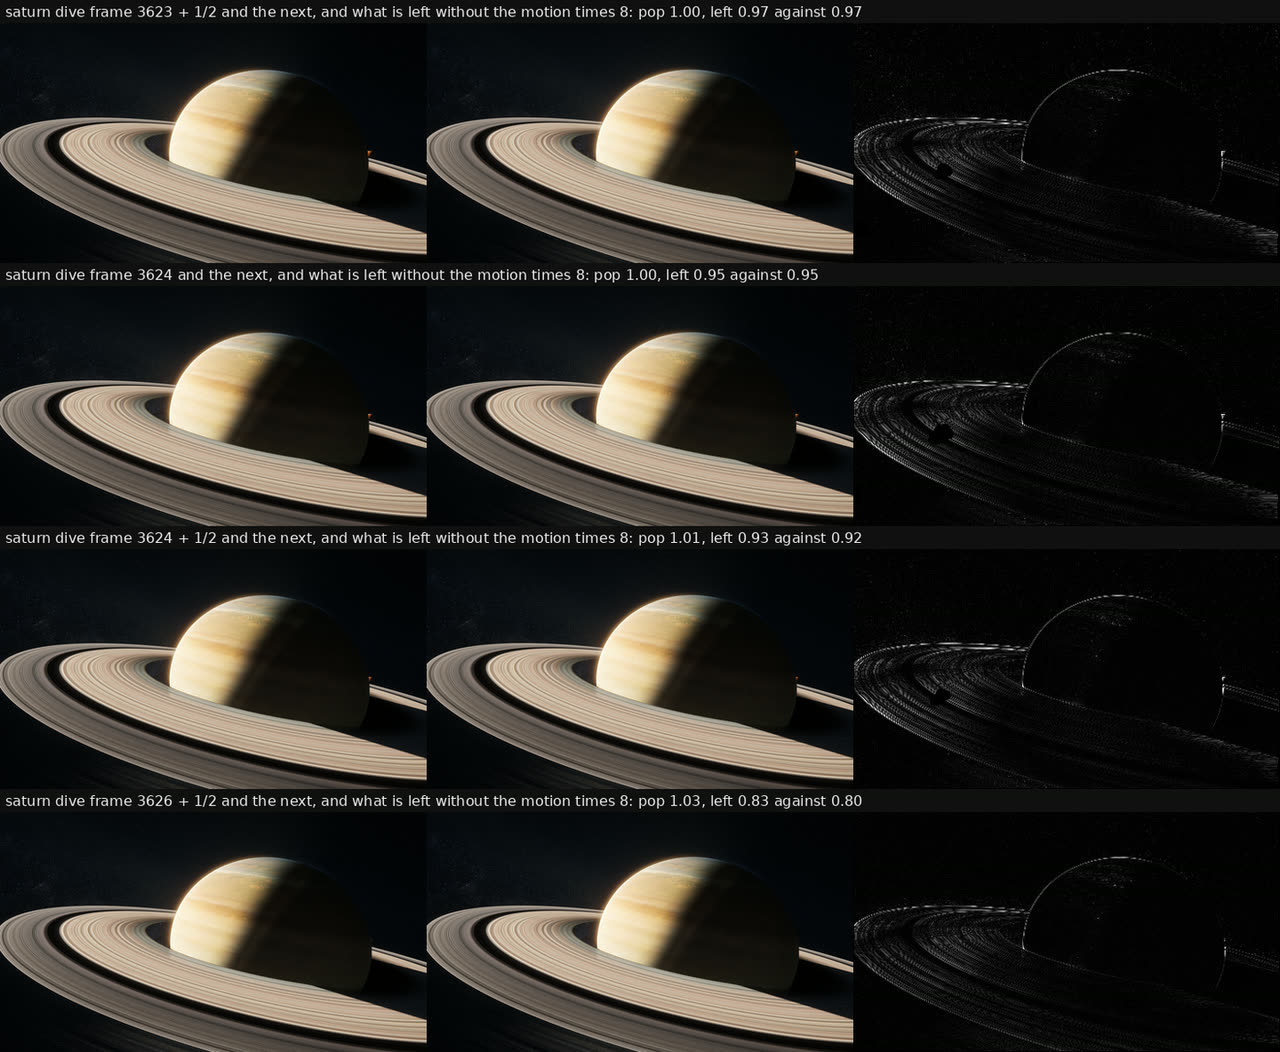 saturn dive frame 3623 + 1/2 and the next, and what is left without the motion times 8: pop 1.00, left 0.97 against 0.97
saturn dive frame 3624 and the next, and what is left without the motion times 8: pop 1.00, left 0.95 against 0.95
saturn dive frame 3624 + 1/2 and the next, and what is left without the motion times 8: pop 1.01, left 0.93 against 0.92
saturn dive frame 3626 + 1/2 and the next, and what is left without the motion times 8: pop 1.03, left 0.83 against 0.80